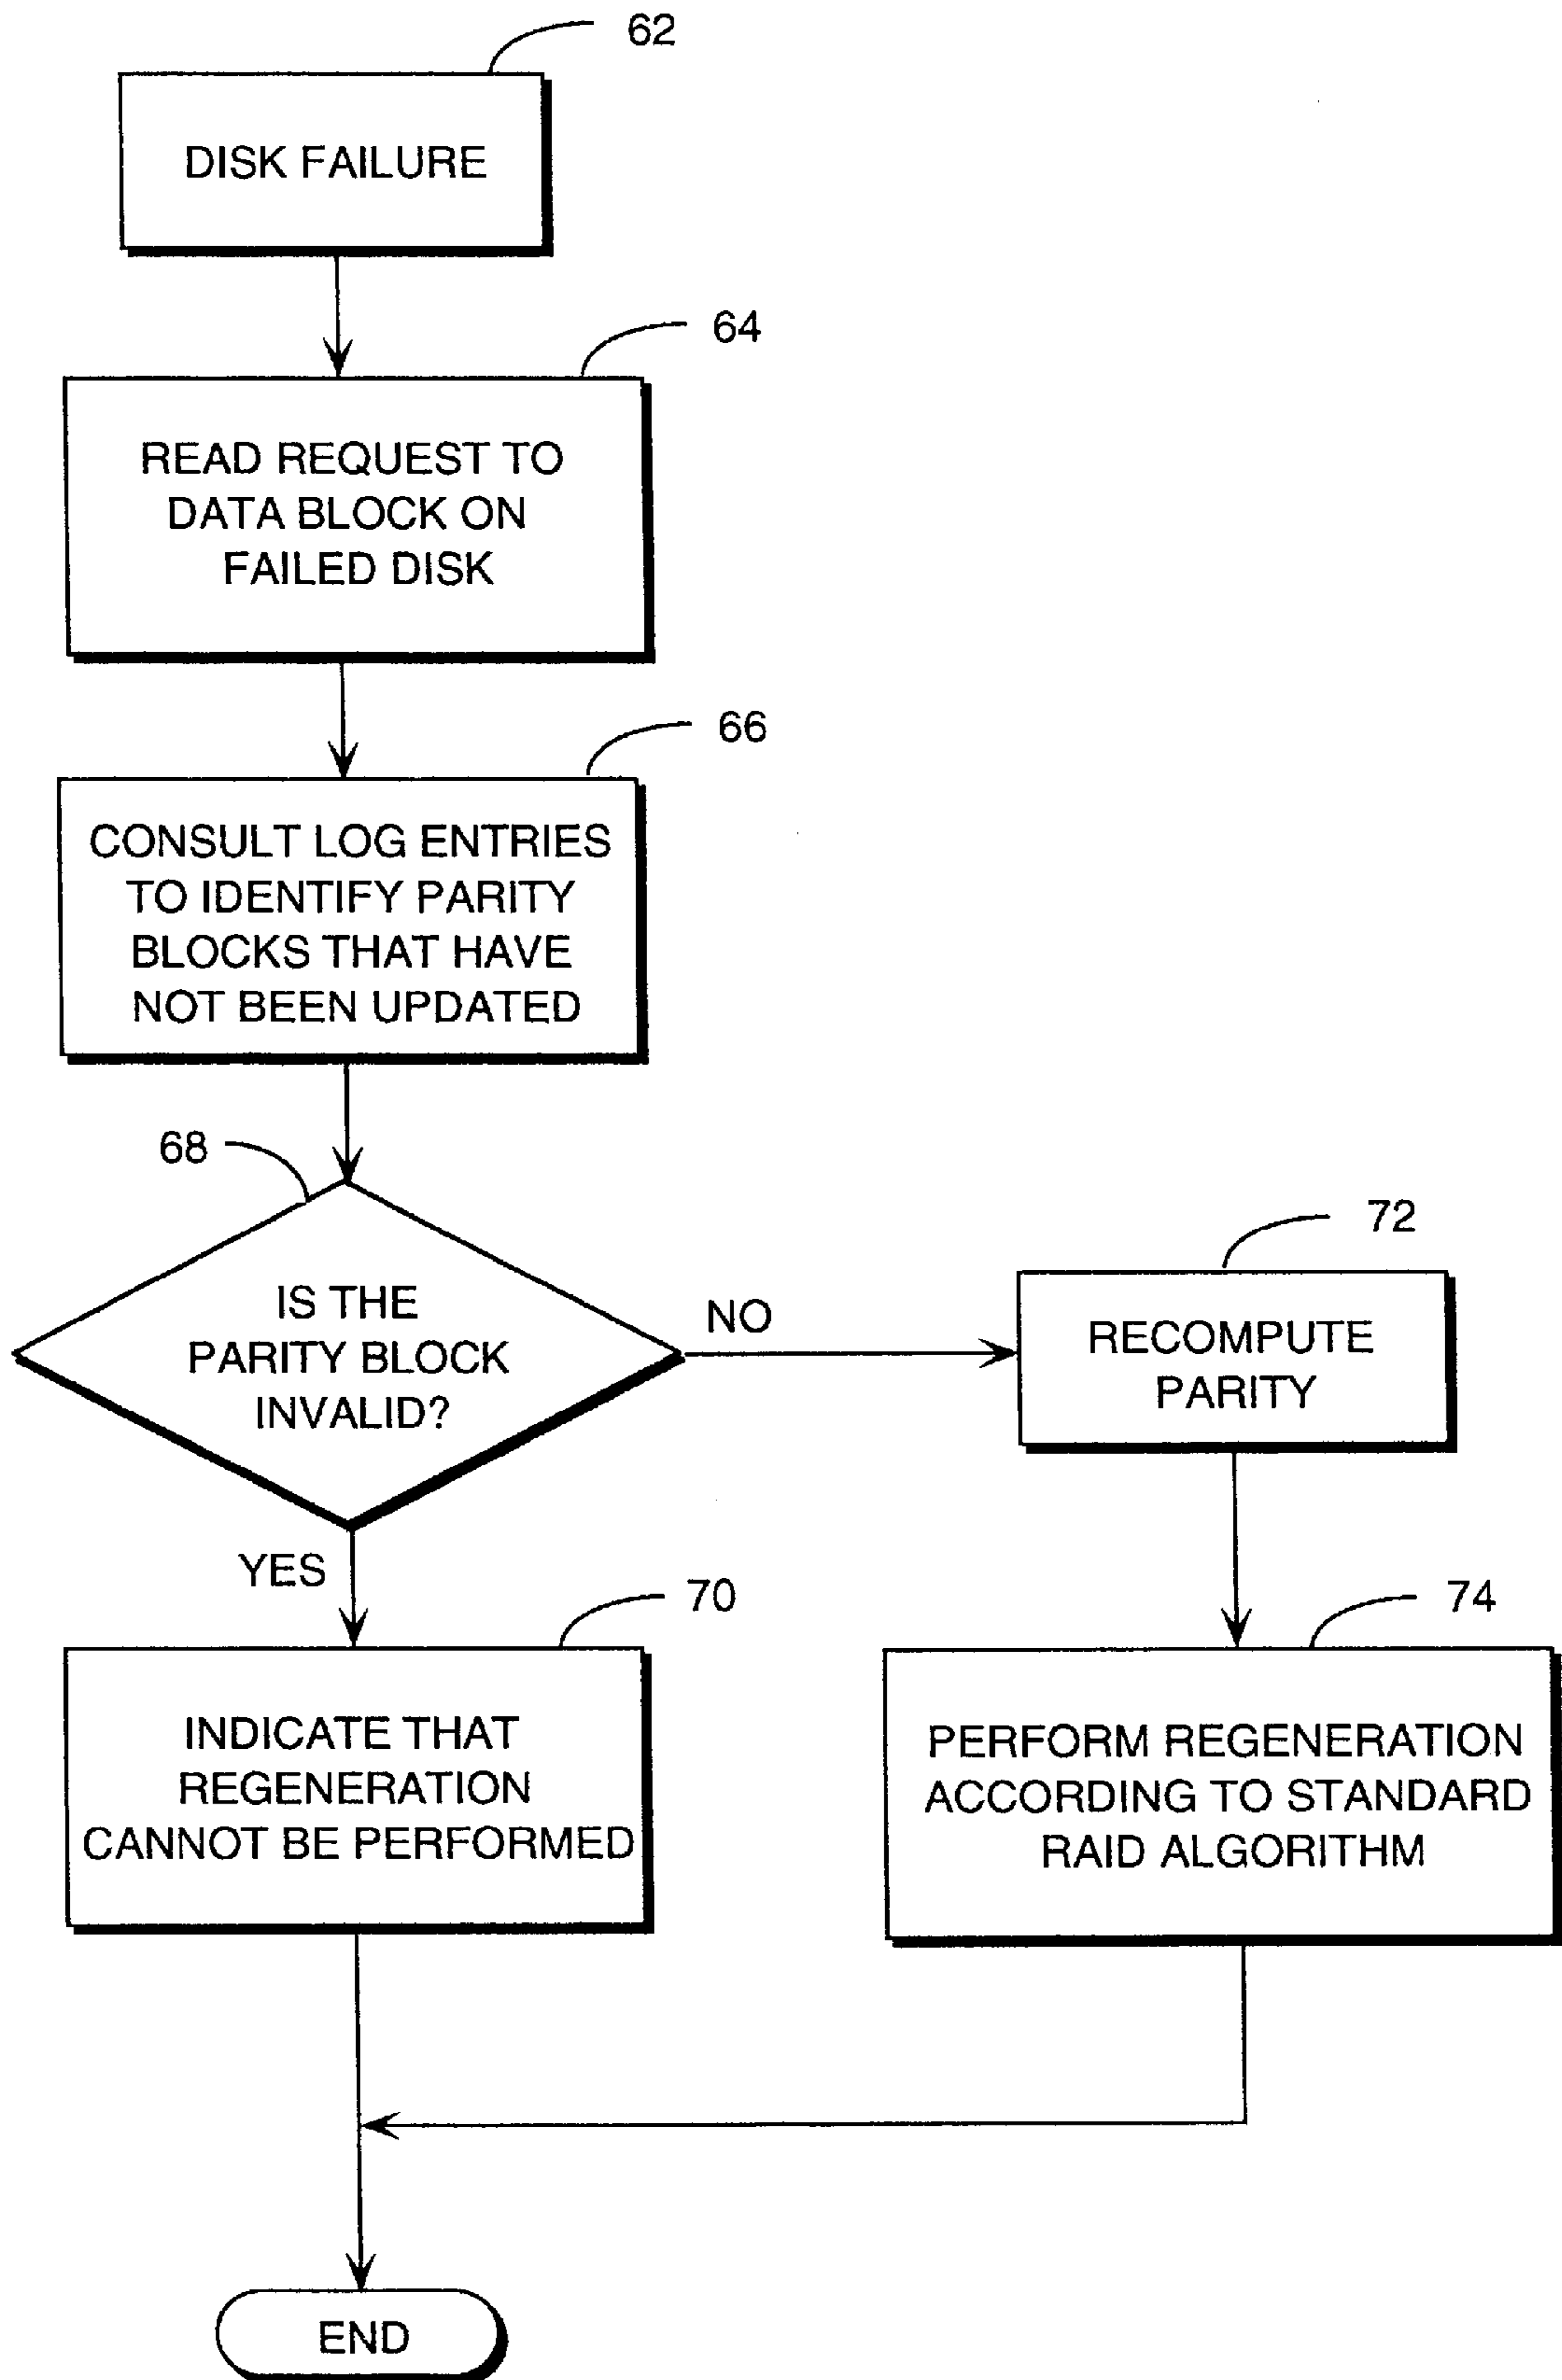 62
DISK FAILURE
64
READ REQUEST TO
DATA BLOCK ON
FAILED DISK
66
CONSULT LOG ENTRIES
TO IDENTIFY PARITY
BLOCKS THAT HAVE
NOT BEEN UPDATED
68
IS THE
PARITY BLOCK
INVALID?
NO
72
RECOMPUTE
PARITY
YES
70
INDICATE THAT
REGENERATION
CANNOT BE PERFORMED
74
PERFORM REGENERATION
ACCORDING TO STANDARD
RAID ALGORITHM
END